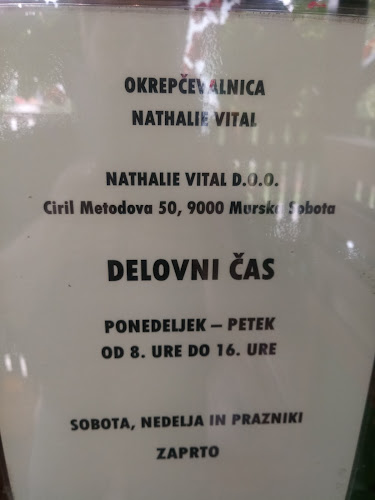 OKREPČEVALNICA
NATHALIE VITAL
NATHALIE VITAL D.O.O.
Ciril Metodova 50, 9000 Murska Sobota
DELOVNI ČAS
PONEDELJEK – PETEK
OD 8. URE DO 16. URE
SOBOTA, NEDELJA IN PRAZNIKI
ZAPRTO